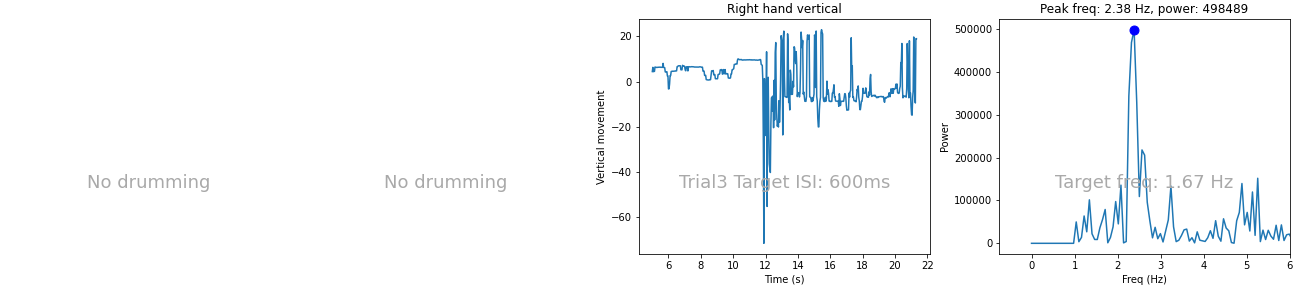 No drumming
No drumming
Right hand vertical
Vertical movement
20
0
−20
−40
−60
6
8
10
12
14
16
18
20
22
Time (s)
Trial3 Target ISI: 600ms
Peak freq: 2.38 Hz, power: 498489
Power
500000
400000
300000
200000
100000
0
0
1
2
3
4
5
6
Freq (Hz)
Target freq: 1.67 Hz